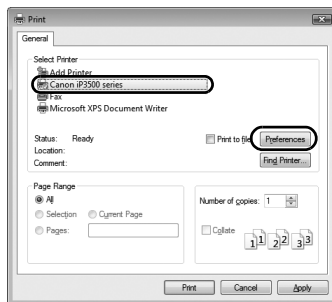 Print
General
Select Printer
Add Printer
Canon iP3500 series
Fax
Microsoft XPS Document Writer
Status: Ready
Print to file
Preferences
Location:
Comment:
Find Printer...
Page Range
All
Selection
Current Page
Pages:
Number of copies: 1
Collate
1 1 2 2 3 3
Print
Cancel
Apply